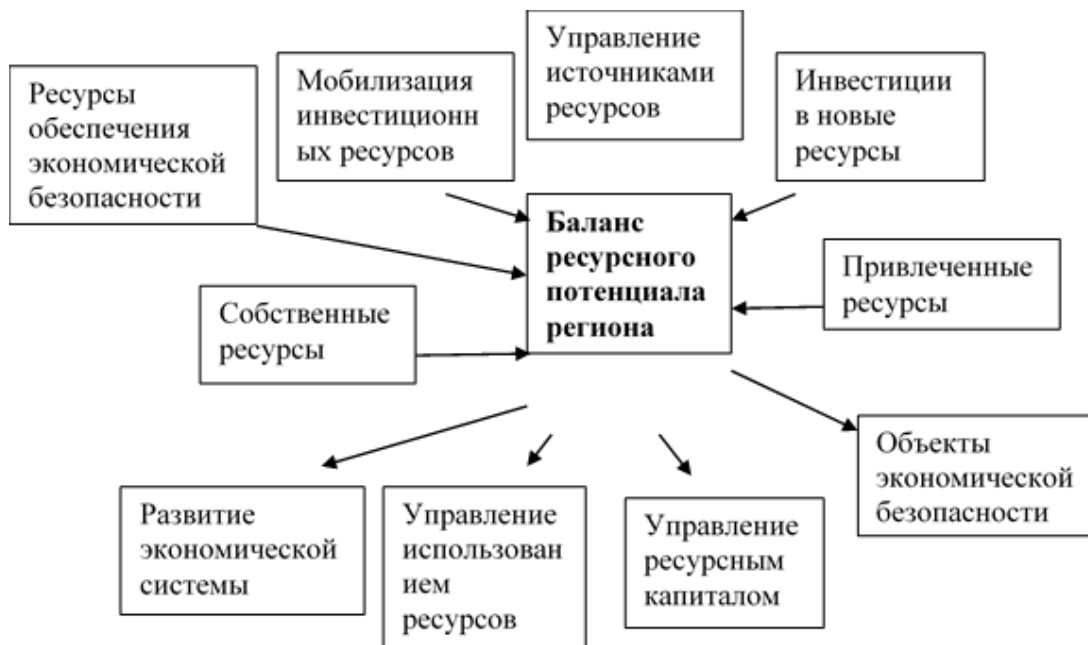 Ресурсы
обеспечения
экономической
безопасности
Мобилизация
инвестиционн
ых ресурсов
Управление
источниками
ресурсов
Инвестиции
в новые
ресурсы
Баланс
ресурсного
потенциала
региона
Привлеченные
ресурсы
Собственные
ресурсы
Объекты
экономической
безопасности
Развитие
экономической
системы
Управление
использован
ием
ресурсов
Управление
ресурсным
капиталом